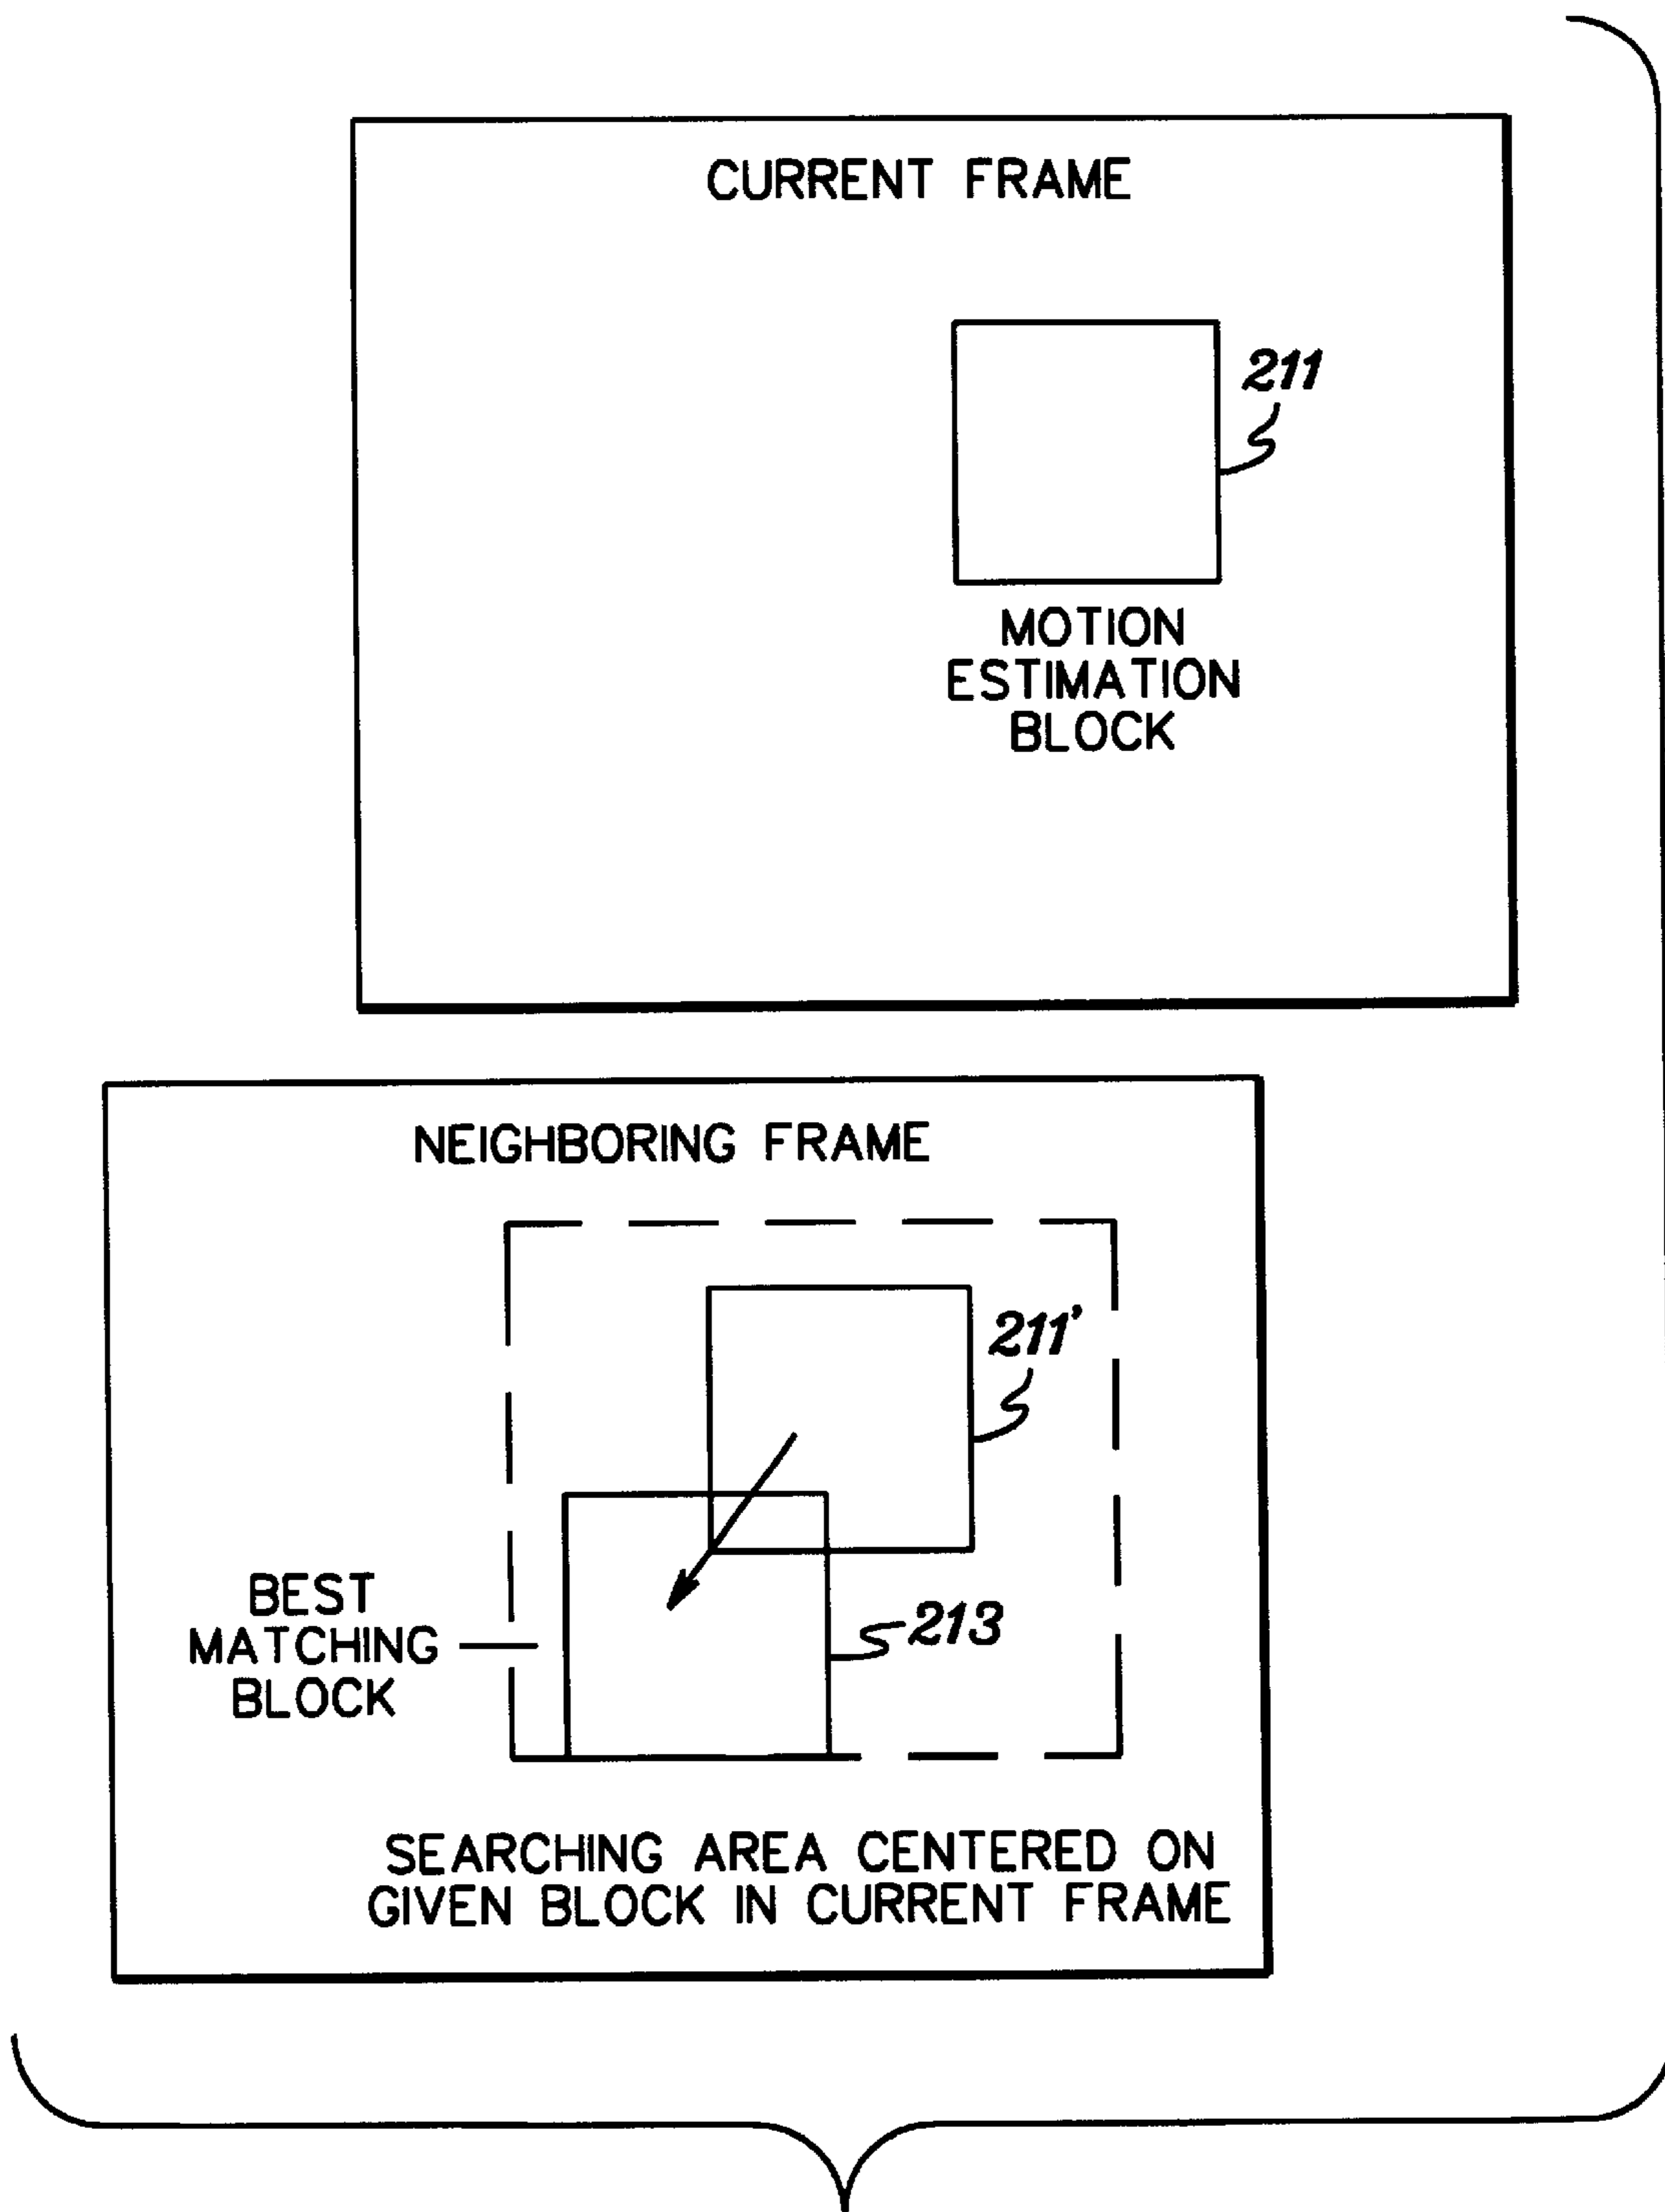 CURRENT FRAME
211
MOTION
ESTIMATION
BLOCK
NEIGHBORING FRAME
211'
BEST
MATCHING
BLOCK
213
SEARCHING AREA CENTERED ON
GIVEN BLOCK IN CURRENT FRAME